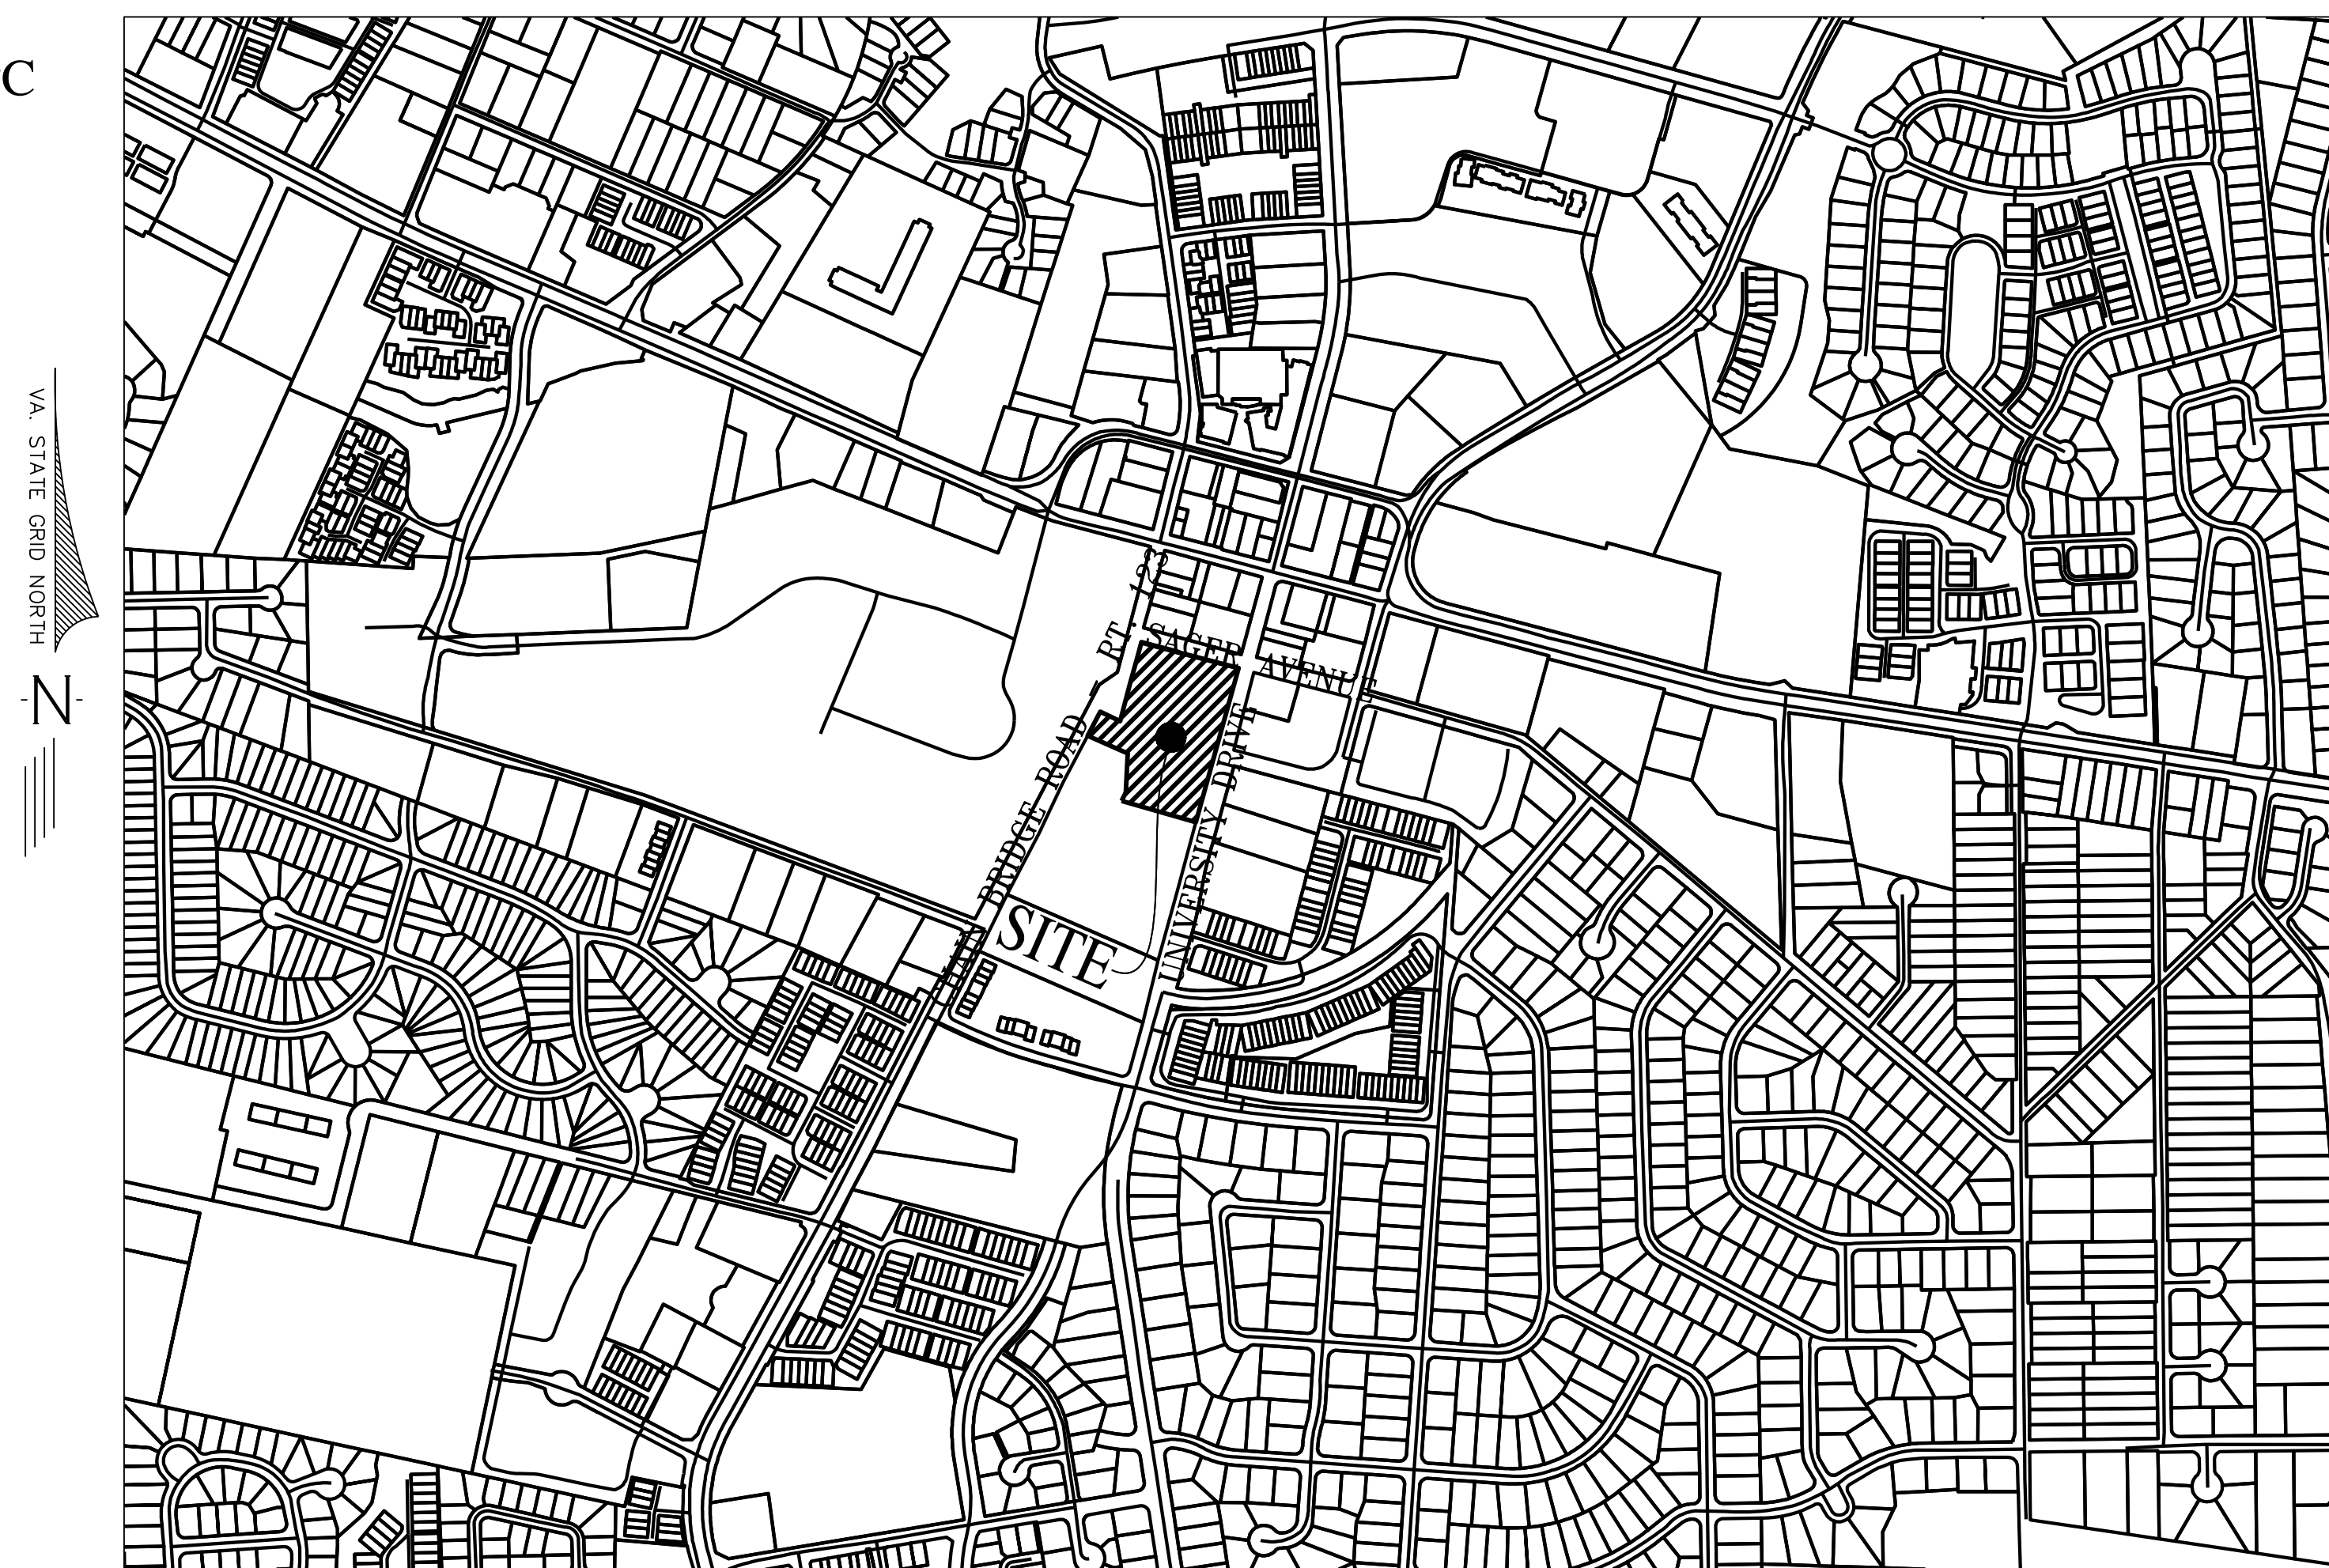 C
VA. STATE GRID NORTH
-N-
RT. 123
SAGER AVENUE
CHAIN BRIDGE ROAD
UNIVERSITY DRIVE
SITE